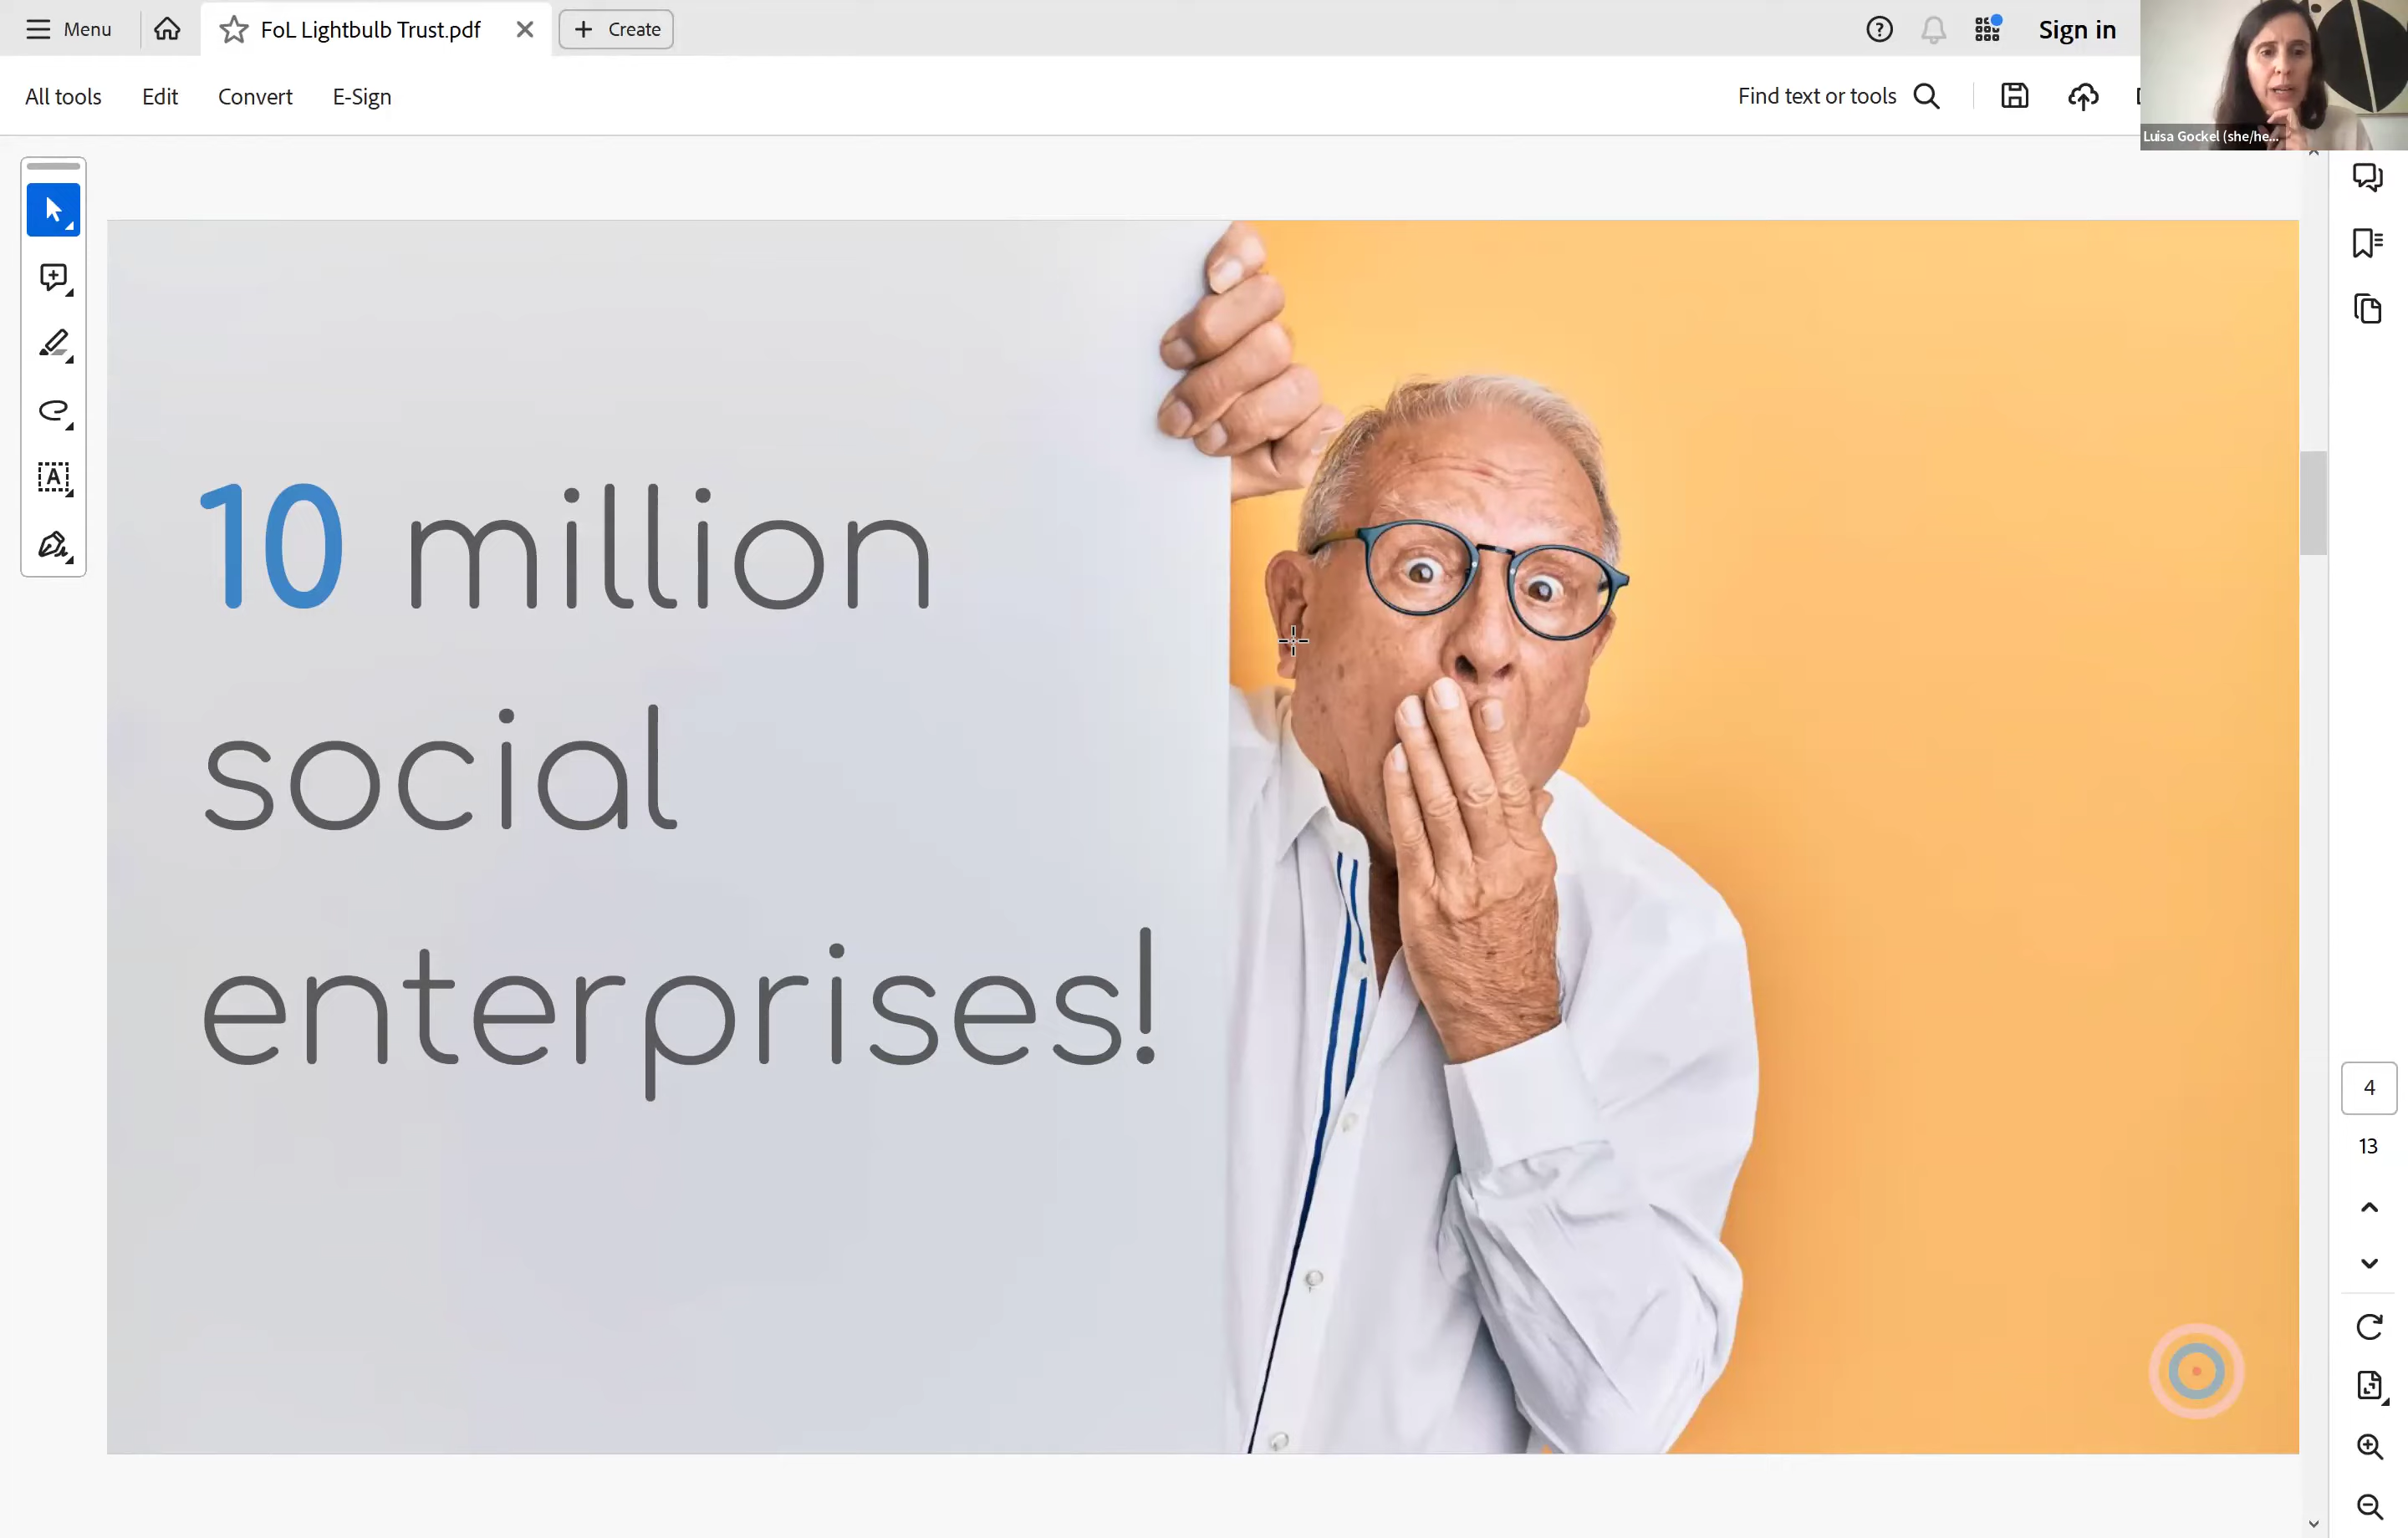 Menu
FoL Lightbulb Trust.pdf
Create
Sign in
All tools
Edit
Convert
E-Sign
Find text or tools
Luisa Gockel (she/he...
10 million
social
enterprises!
4
13